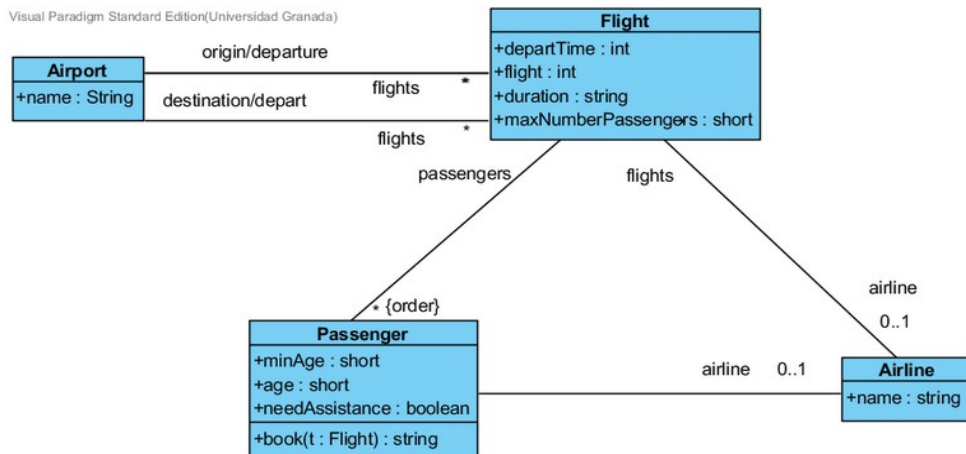 Visual Paradigm Standard Edition(Universidad Granada)
Flight
+departTime : int
+flight : int
+duration : string
+maxNumberPassengers : short
origin/departure
Airport
+name : String
flights *
destination/depart
flights *
passengers
flights
airline
0..1
* {order}
Passenger
+minAge : short
+age : short
+needAssistance : boolean
+book(t : Flight) : string
airline 0..1
Airline
+name : string